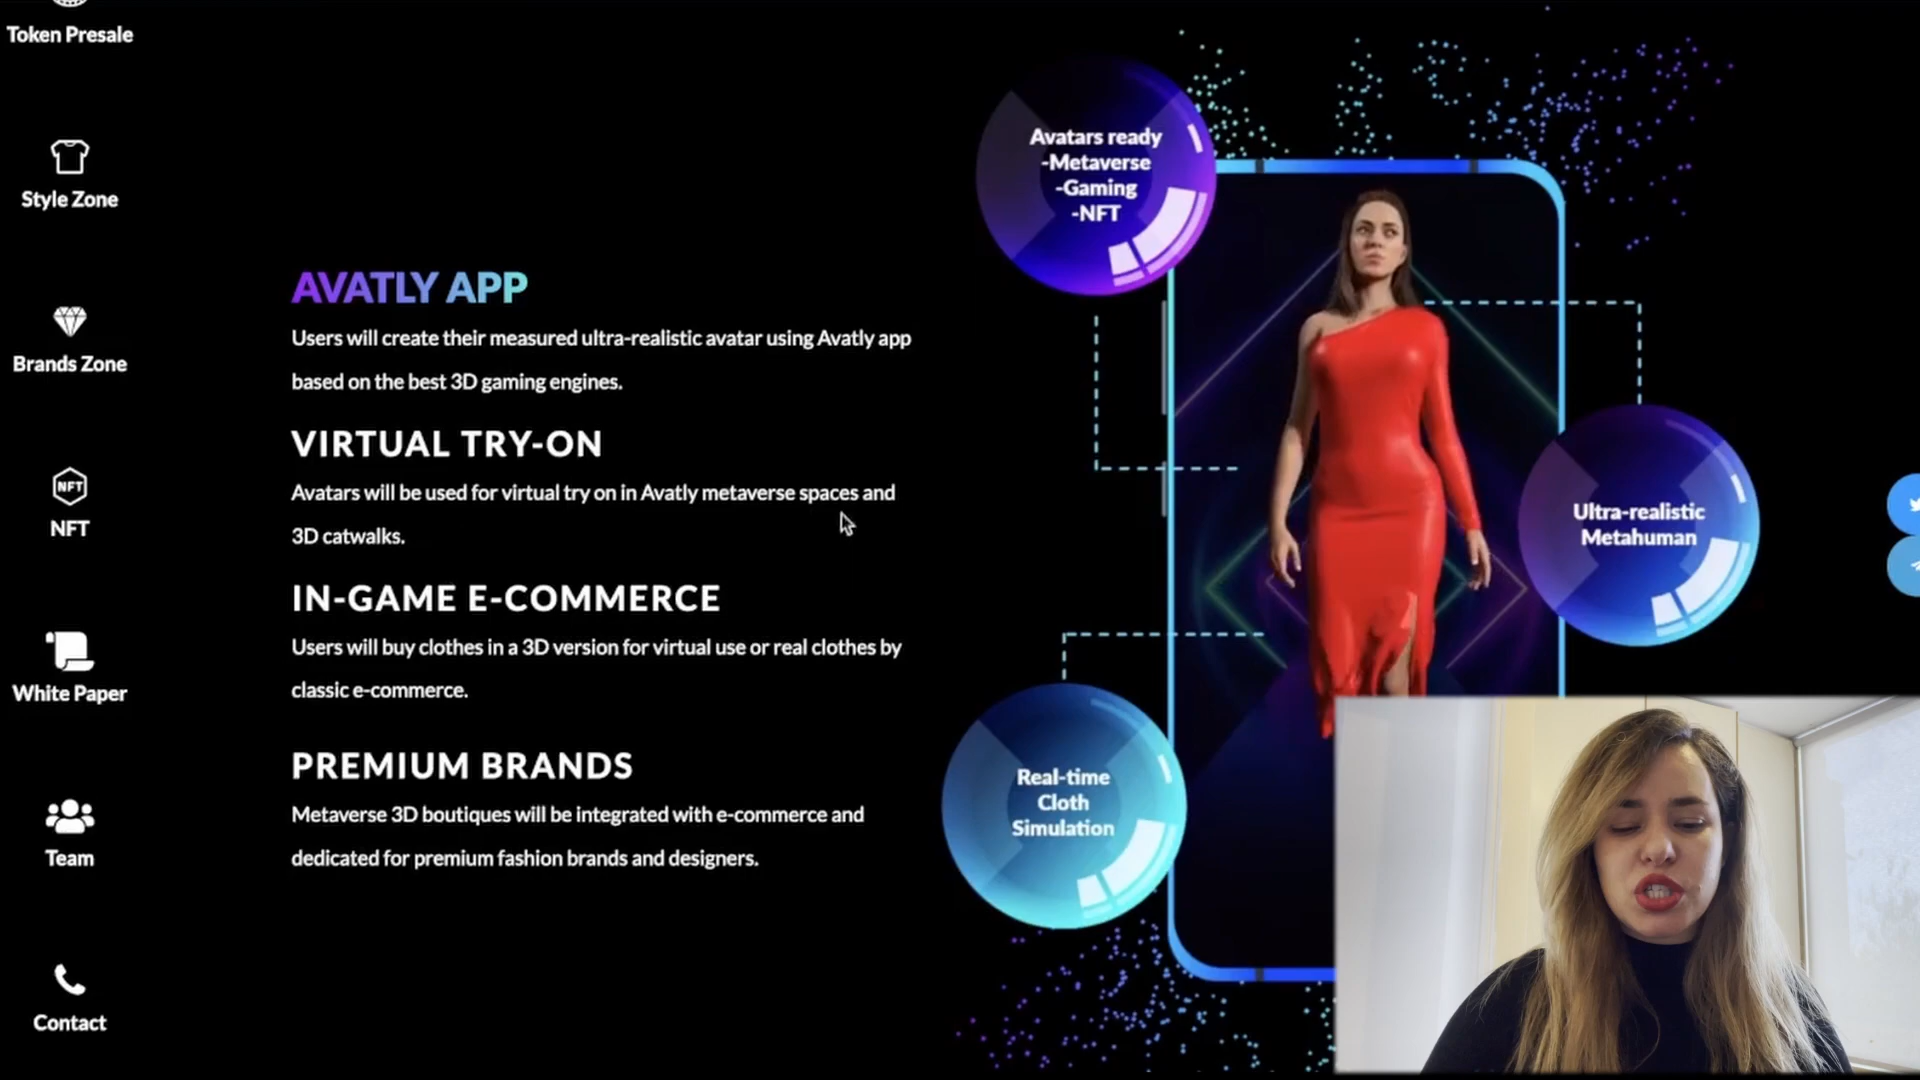 Token Presale
Style Zone
Brands Zone
NFT
NFT
White Paper
Team
Contact
AVATLY APP
Users will create their measured ultra-realistic avatar using Avatly app
based on the best 3D gaming engines.
VIRTUAL TRY-ON
Avatars will be used for virtual try on in Avatly metaverse spaces and
3D catwalks.
IN-GAME E-COMMERCE
Users will buy clothes in a 3D version for virtual use or real clothes by
classic e-commerce.
PREMIUM BRANDS
Metaverse 3D boutiques will be integrated with e-commerce and
dedicated for premium fashion brands and designers.
Avatars ready
-Metaverse
-Gaming
-NFT
Ultra-realistic
Metahuman
Real-time
Cloth
Simulation